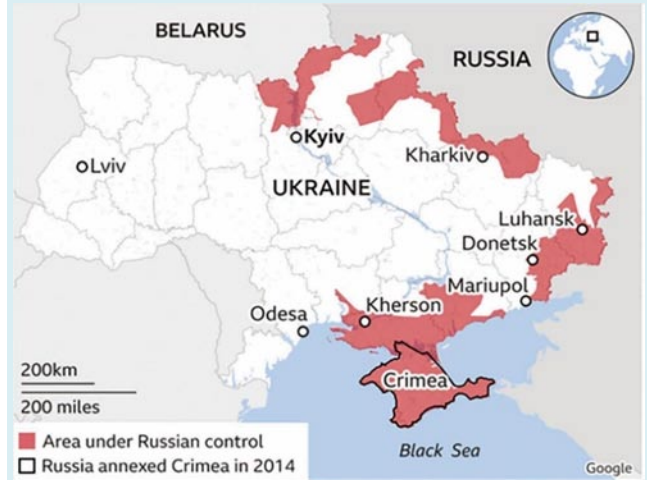 BELARUS
RUSSIA
Kyiv
Lviv
Kharkiv
UKRAINE
Luhansk
Donetsk
Mariupol
Odesa
Kherson
200km
200 miles
Crimea
Black Sea
Area under Russian control
Russia annexed Crimea in 2014
Google